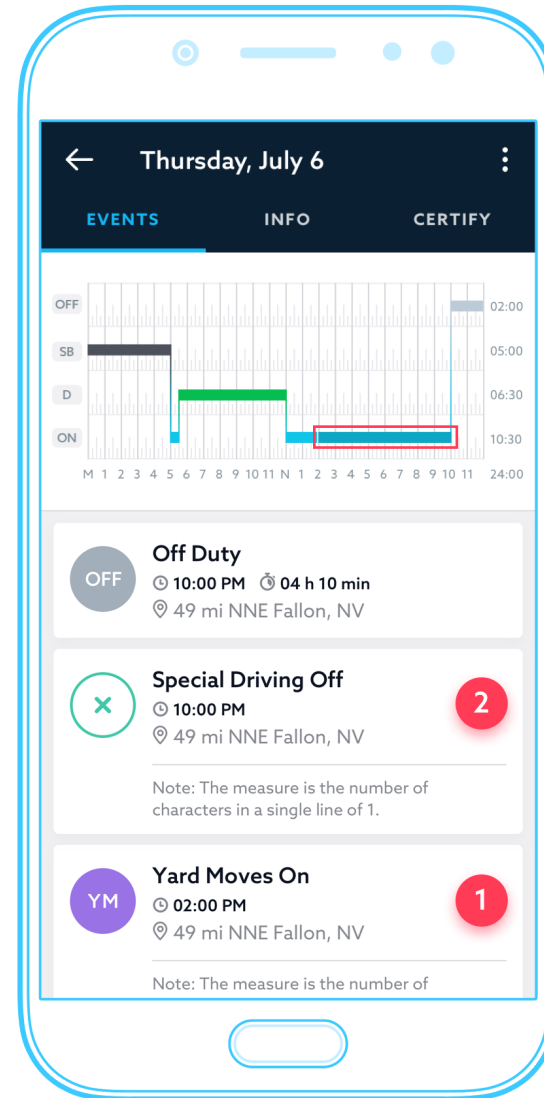 Thursday, July 6
EVENTS INFO CERTIFY
OFF 02:00
SB 05:00
D 06:30
ON 10:30
M 1 2 3 4 5 6 7 8 9 10 11 N 1 2 3 4 5 6 7 8 9 10 11 24:00
OFF
Off Duty
10:00 PM 04 h 10 min
49 mi NNE Fallon, NV
Special Driving Off
10:00 PM
49 mi NNE Fallon, NV
2
Note: The measure is the number of
characters in a single line of 1.
YM
Yard Moves On
02:00 PM
49 mi NNE Fallon, NV
1
Note: The measure is the number of